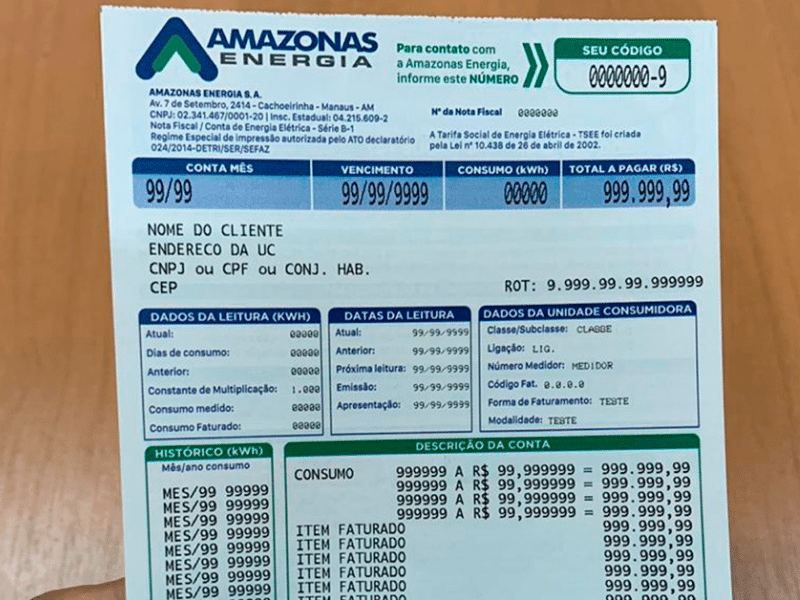 AMAZONAS
ENERGIA
Para contato com
a Amazonas Energia,
informe este NÚMERO
SEU CÓDIGO
0000000-9
AMAZONAS ENERGIA S. A.
Av. 7 de Setembro, 2414 - Cachoeirinha - Manaus - AM
CNPJ: 02.341.467/0001-20 | Insc. Estadual: 04.215.609-2
Nota Fiscal / Conta de Energia Elétrica - Série B-1
Regime Especial de impressão autorizada pelo ATO declaratório
024/2014-DETRI/SER/SEFAZ
Nº da Nota Fiscal 0000000
A Tarifa Social de Energia Elétrica - TSEE foi criada
pela Lei nº 10.438 de 26 de abril de 2002.
CONTA MÊS VENCIMENTO CONSUMO (kWh) TOTAL A PAGAR (R$)
99/99 99/99/9999 00000 999.999,99
NOME DO CLIENTE
ENDERECO DA UC
CNPJ ou CPF ou CONJ. HAB.
CEP ROT: 9.999.99.99.999999
DADOS DA LEITURA (KWH)
Atual: 00000
Dias de consumo: 00000
Anterior: 00000
Constante de Multiplicação: 1.000
Consumo medido: 00000
Consumo Faturado: 00000
DATAS DA LEITURA
Atual: 99/99/9999
Anterior: 99/99/9999
Próxima leitura: 99/99/9999
Emissão: 99/99/9999
Apresentação: 99/99/9999
DADOS DA UNIDADE CONSUMIDORA
Classe/Subclasse: CLASSE
Ligação: LIG.
Número Medidor: MEDIDOR
Código Fat. 0.0.0.0
Forma de Faturamento: TESTE
Modalidade: TESTE
HISTÓRICO (kWh)
Mês/ano consumo
MES/99 99999
MES/99 99999
MES/99 99999
MES/99 99999
MES/99 99999
MES/99 99999
MES/99 99999
MES/99 99999
DESCRIÇÃO DA CONTA
CONSUMO 999999 A R$ 99,999999 = 999.999,99
999999 A R$ 99,999999 = 999.999,99
999999 A R$ 99,999999 = 999.999,99
999999 A R$ 99,999999 = 999.999,99
ITEM FATURADO 999.999,99
ITEM FATURADO 999.999,99
ITEM FATURADO 999.999,99
ITEM FATURADO 999.999,99
ITEM FATURADO 999.999,99
ITEM FATURADO 999.999,99